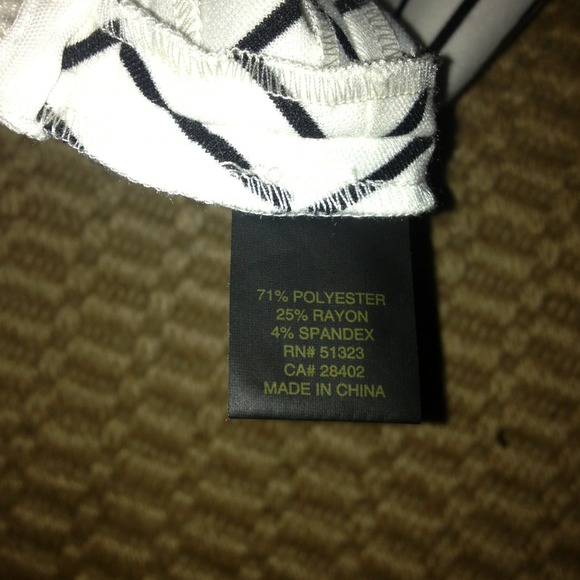 71% POLYESTER
25% RAYON
4% SPANDEX
RN# 51323
CA# 28402
MADE IN CHINA